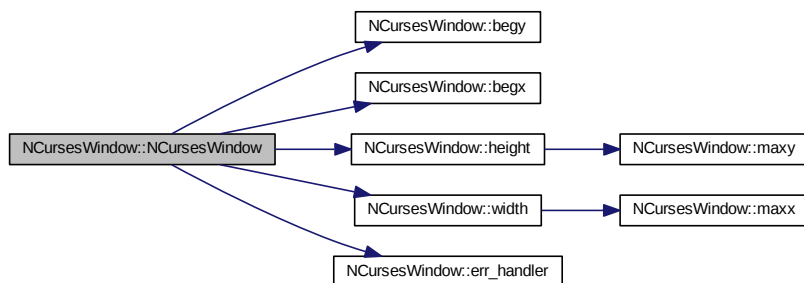 NCursesWindow::begy
NCursesWindow::begx
NCursesWindow::NCursesWindow
NCursesWindow::height
NCursesWindow::maxy
NCursesWindow::width
NCursesWindow::maxx
NCursesWindow::err_handler